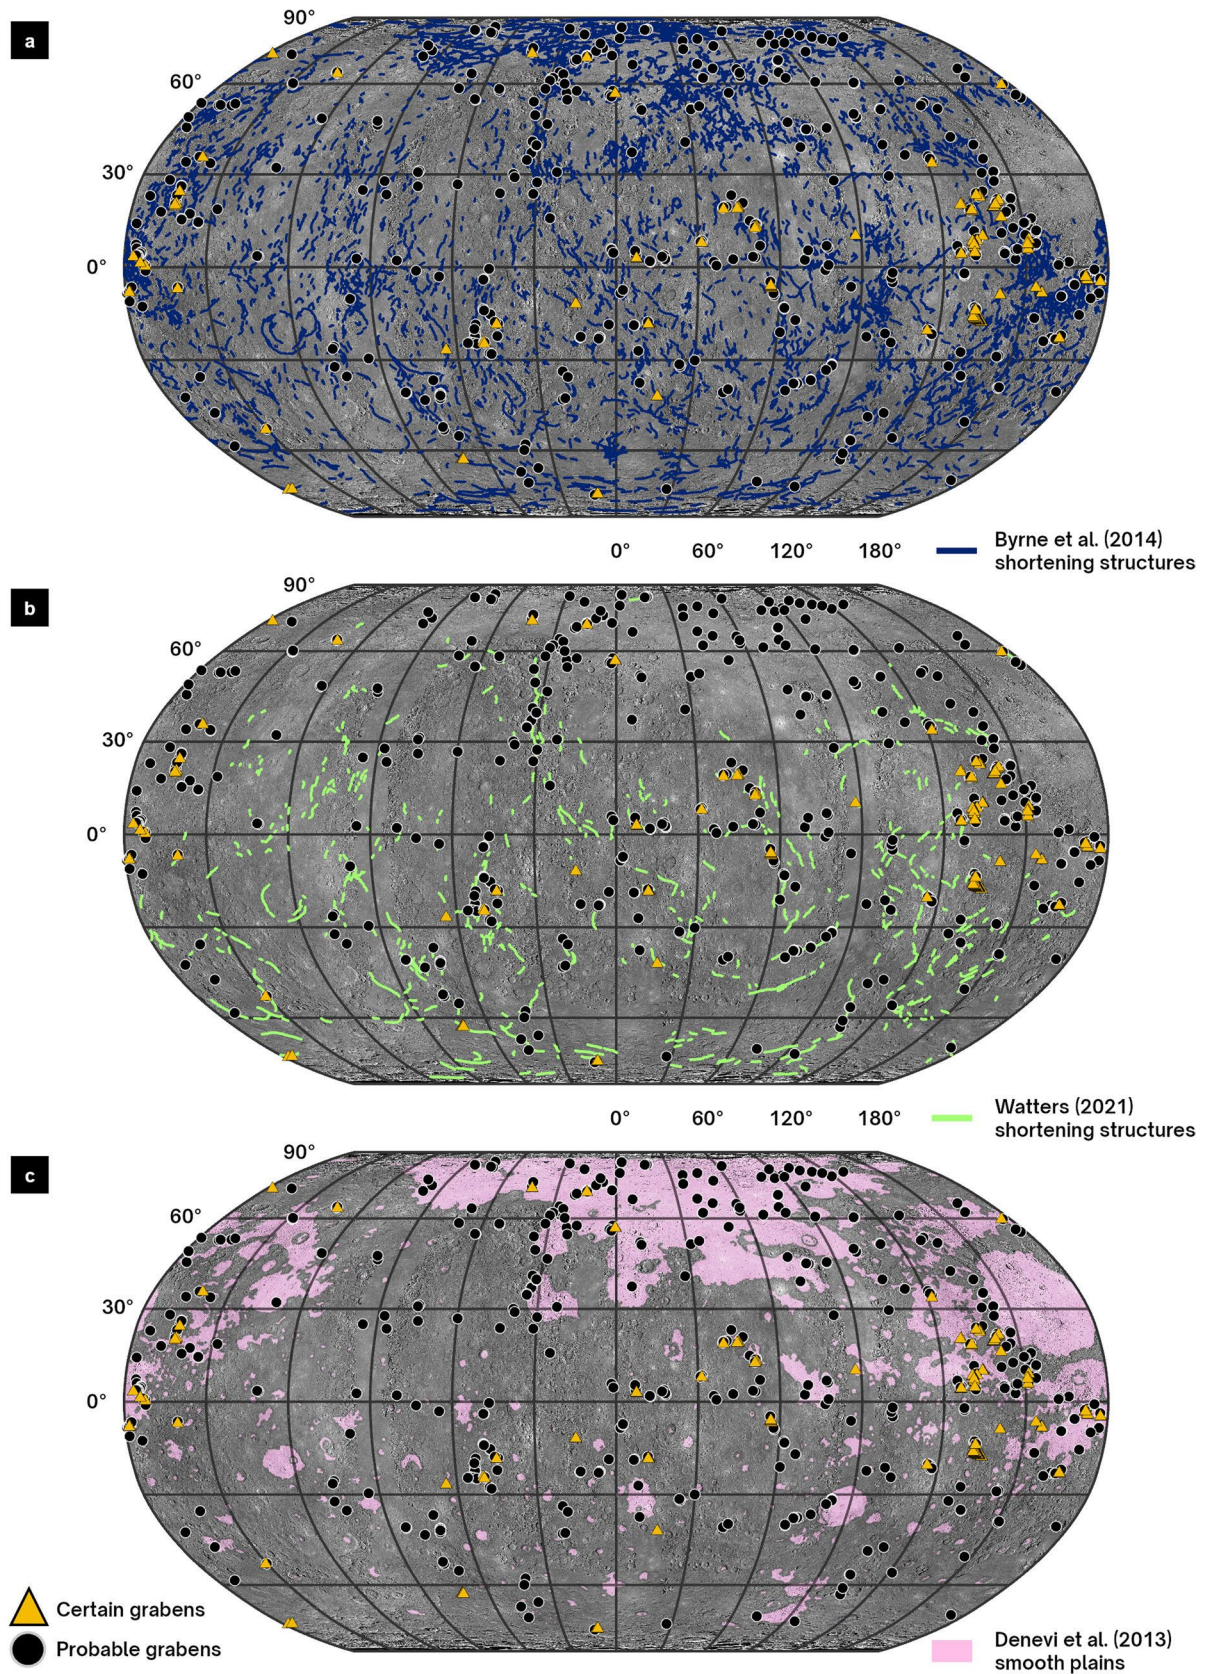 a
90°
60°
30°
0°
0° 60° 120° 180°
Byrne et al. (2014)
shortening structures
b
90°
60°
30°
0°
0° 60° 120° 180°
Watters (2021)
shortening structures
c
90°
60°
30°
0°
Certain grabens
Probable grabens
Denevi et al. (2013)
smooth plains